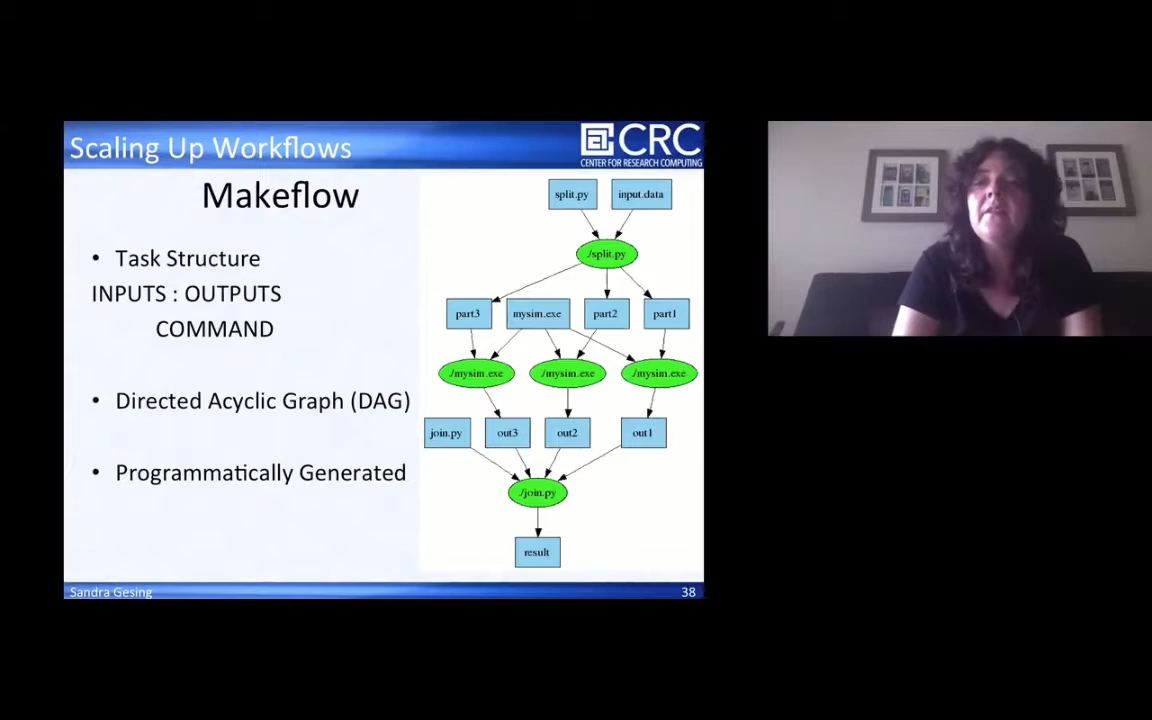 Scaling Up Workflows
CRC
CENTER FOR RESEARCH COMPUTING
Makeflow
• Task Structure
INPUTS : OUTPUTS
COMMAND
• Directed Acyclic Graph (DAG)
• Programmatically Generated
split.py input.data
./split.py
part3 mysim.exe part2 part1
./mysim.exe ./mysim.exe ./mysim.exe
join.py out3 out2 out1
./join.py
result
Sandra Gesing 38